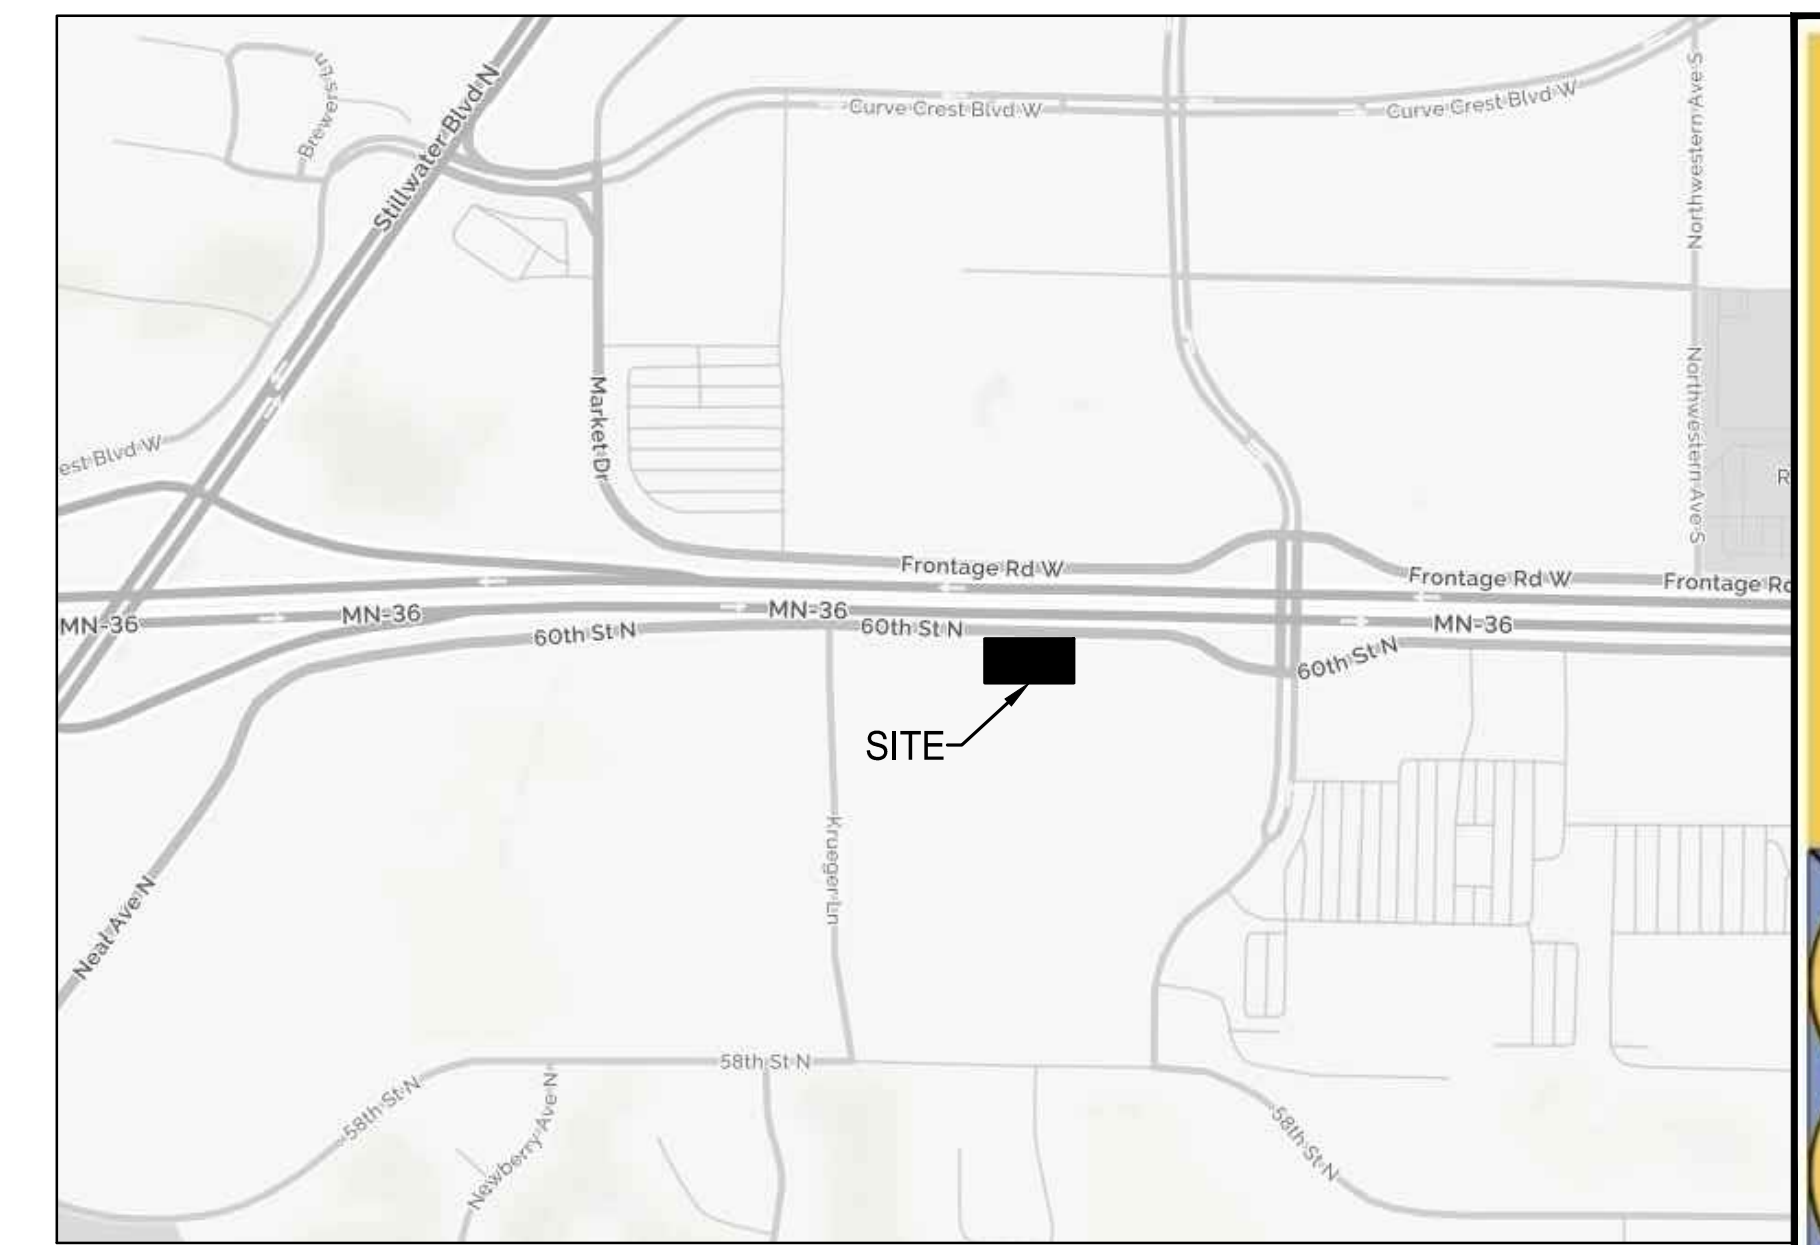 Brewers Ln
Stillwater Blvd N
Curve Crest Blvd W
Curve Crest Blvd W
Northwestern Ave S
Market Dr
Northwestern Ave S
est Blvd W
R
Frontage Rd W
Frontage Rd W
Frontage Rd
MN-36
MN-36
MN-36
MN-36
60th St N
60th St N
60th St N
SITE
Krueger Ln
Neal Ave N
58th St N
58th St N
Newberry Ave N
58th St N